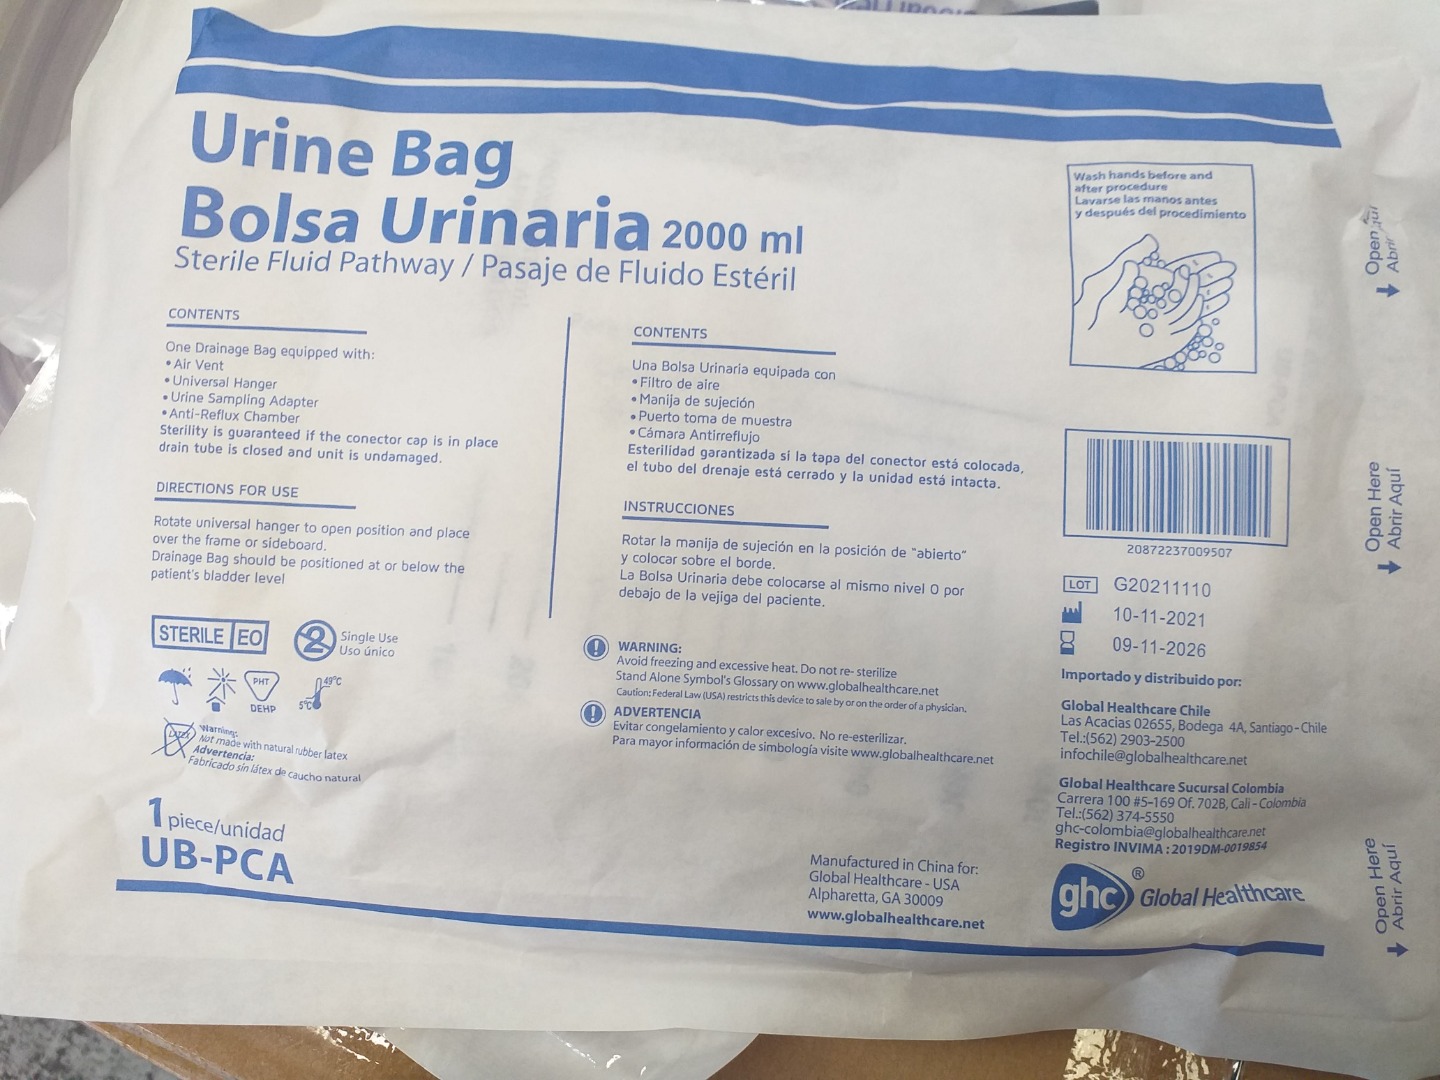 Urine Bag
Bolsa Urinaria 2000 ml
Sterile Fluid Pathway / Pasaje de Fluido Estéril
CONTENTS
One Drainage Bag equipped with:
• Air Vent
• Universal Hanger
• Urine Sampling Adapter
• Anti-Reflux Chamber
Sterility is guaranteed if the conector cap is in place
drain tube is closed and unit is undamaged.
DIRECTIONS FOR USE
Rotate universal hanger to open position and place
over the frame or sideboard.
Drainage Bag should be positioned at or below the
patient's bladder level
STERILE EO
2
Single Use
Uso único
PHT
DEHP
5°C
49°C
LATEX
Warning:
Not made with natural rubber latex
Advertencia:
Fabricado sin látex de caucho natural
1 piece/unidad
UB-PCA
CONTENTS
Una Bolsa Urinaria equipada con
• Filtro de aire
• Manija de sujeción
• Puerto toma de muestra
• Cámara Antirreflujo
Esterilidad garantizada si la tapa del conector está colocada,
el tubo del drenaje está cerrado y la unidad está intacta.
INSTRUCCIONES
Rotar la manija de sujeción en la posición de "abierto"
y colocar sobre el borde.
La Bolsa Urinaria debe colocarse al mismo nivel O por
debajo de la vejiga del paciente.
WARNING:
Avoid freezing and excessive heat. Do not re- sterilize
Stand Alone Symbol's Glossary on www.globalhealthcare.net
Caution: Federal Law (USA) restricts this device to sale by or on the order of a physician.
ADVERTENCIA
Evitar congelamiento y calor excesivo. No re-esterilizar.
Para mayor información de simbología visite www.globalhealthcare.net
Manufactured in China for:
Global Healthcare - USA
Alpharetta, GA 30009
www.globalhealthcare.net
Wash hands before and
after procedure
Lavarse las manos antes
y después del procedimiento
20872237009507
LOT G20211110
10-11-2021
09-11-2026
Importado y distribuido por:
Global Healthcare Chile
Las Acacias 02655, Bodega 4A, Santiago - Chile
Tel.:(562) 2903-2500
infochile@globalhealthcare.net
Global Healthcare Sucursal Colombia
Carrera 100 #5-169 Of. 702B, Cali - Colombia
Tel.:(562) 374-5550
ghc-colombia@globalhealthcare.net
Registro INVIMA : 2019DM-0019854
ghc ® Global Healthcare
Open
Abrir
Open Here
Abrir Aquí
Open Here
Abrir Aquí